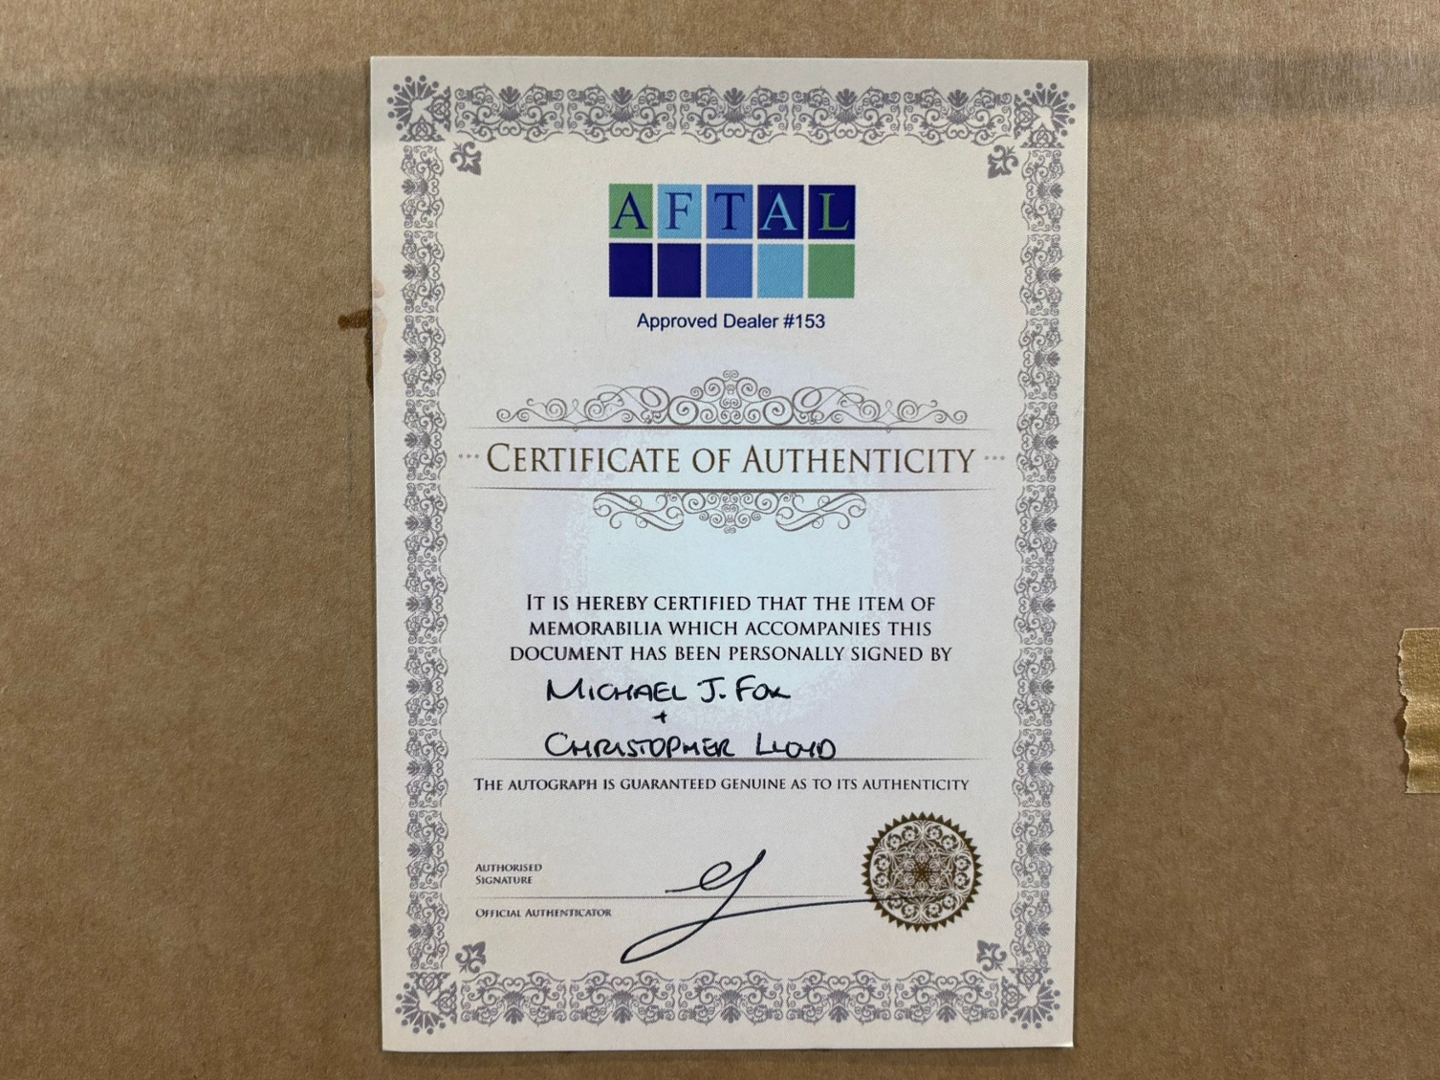 AFTAL
Approved Dealer #153
CERTIFICATE OF AUTHENTICITY
IT IS HEREBY CERTIFIED THAT THE ITEM OF
MEMORABILIA WHICH ACCOMPANIES THIS
DOCUMENT HAS BEEN PERSONALLY SIGNED BY
MICHAEL J. FOX
+
CHRISTOPHER LLOYD
THE AUTOGRAPH IS GUARANTEED GENUINE AS TO ITS AUTHENTICITY
AUTHORISED
SIGNATURE
OFFICIAL AUTHENTICATOR